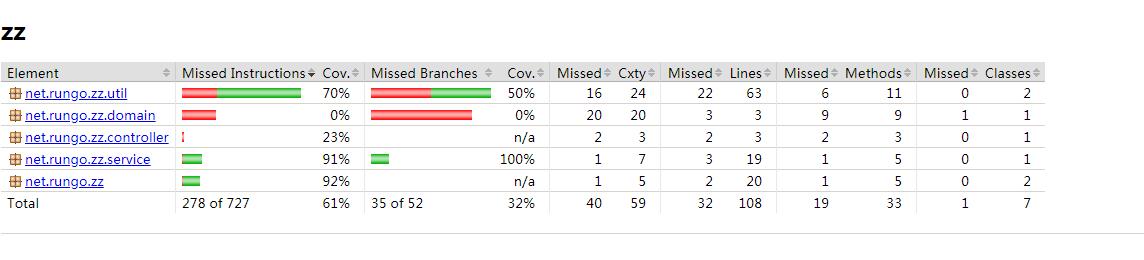 zz
Element Missed Instructions Cov. Missed Branches Cov. Missed Cxty Missed Lines Missed Methods Missed Classes
net.rungo.zz.util 70% 50% 16 24 22 63 6 11 0 2
net.rungo.zz.domain 0% 0% 20 20 3 3 9 9 1 1
net.rungo.zz.controller 23% n/a 2 3 2 3 2 3 0 1
net.rungo.zz.service 91% 100% 1 7 3 19 1 5 0 1
net.rungo.zz 92% n/a 1 5 2 20 1 5 0 2
Total 278 of 727 61% 35 of 52 32% 40 59 32 108 19 33 1 7